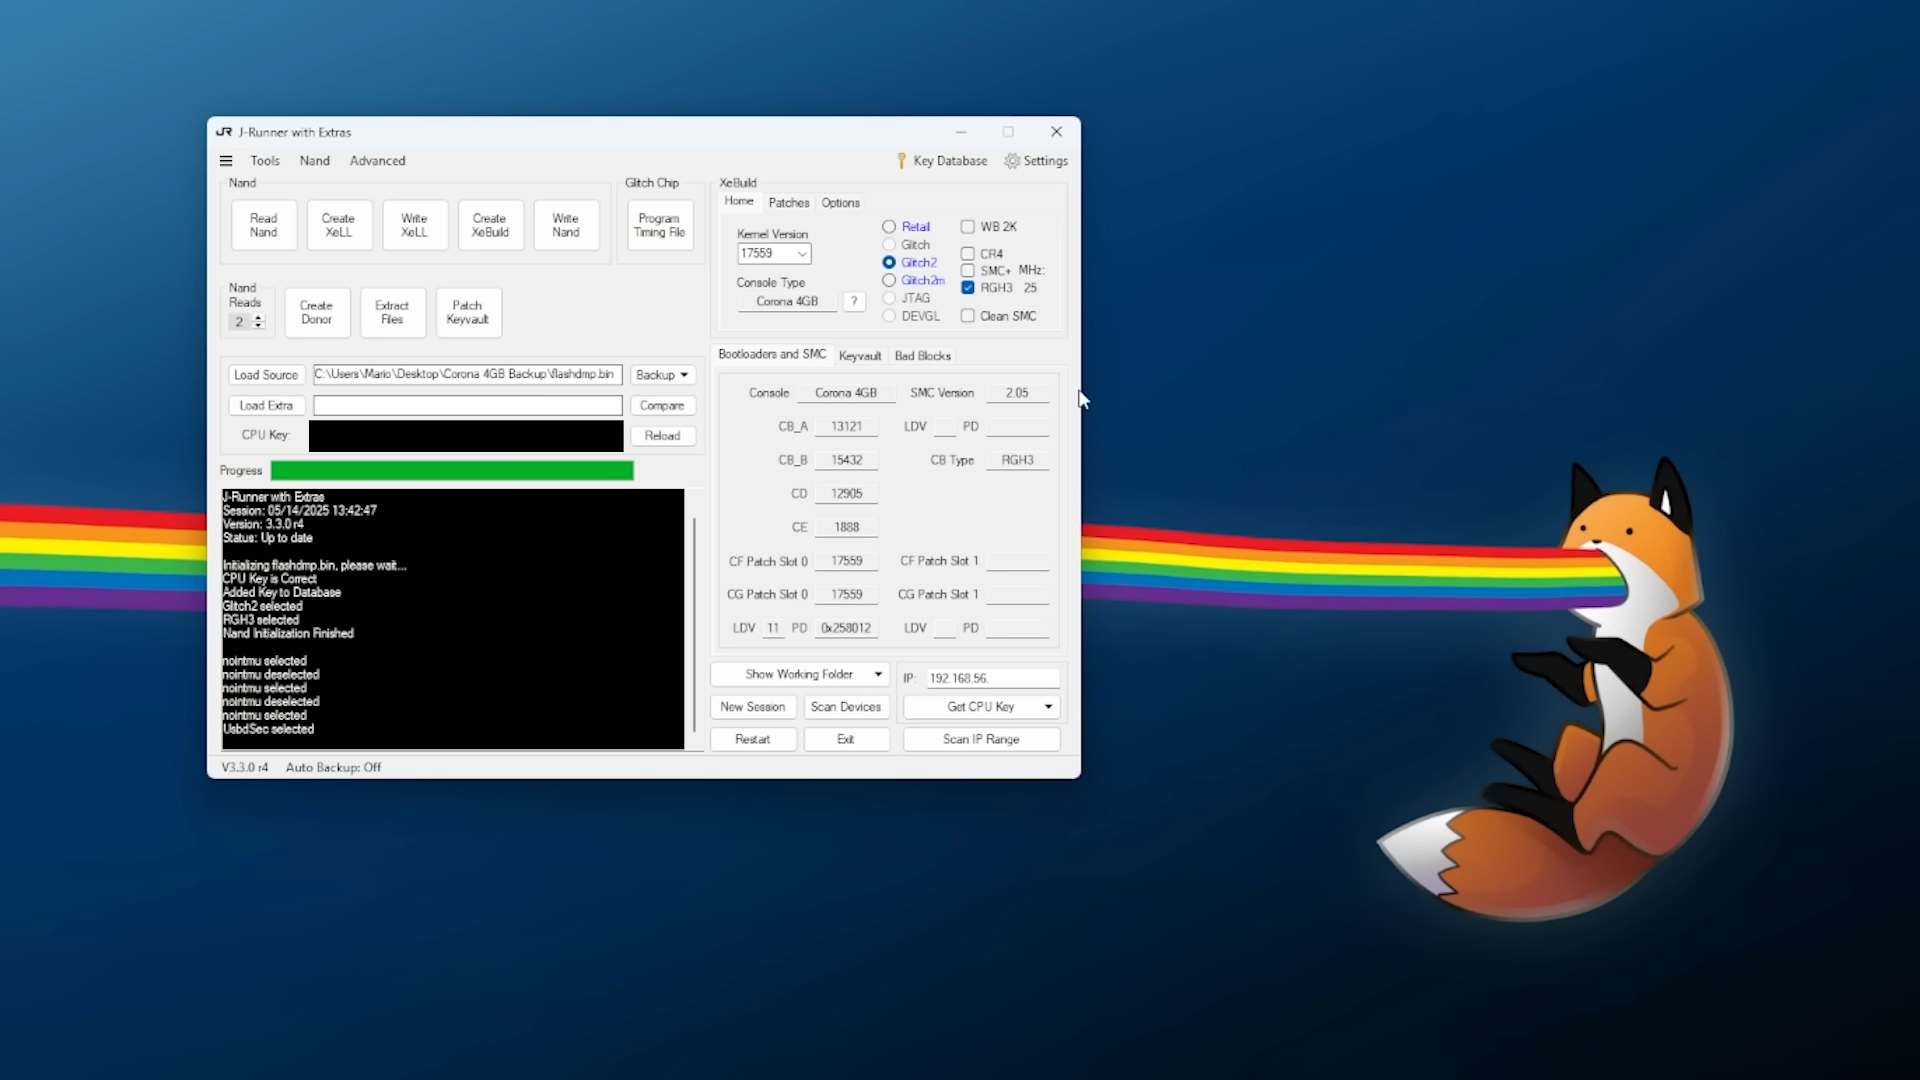 JR J-Runner with Extras
Tools Nand Advanced Key Database Settings
Nand
Read Nand
Create XeLL
Write XeLL
Create XeBuild
Write Nand
Glitch Chip
Program Timing File
Nand Reads
2
Create Donor
Extract Files
Patch Keyvault
Load Source C:\Users\Mario\Desktop\Corona 4GB Backup\flashdmp.bin Backup
Load Extra Compare
CPU Key: Reload
Progress
J-Runner with Extras
Session: 05/14/2025 13:42:47
Version: 3.3.0 r4
Status: Up to date
Initializing flashdmp.bin, please wait...
CPU Key is Correct
Added Key to Database
Glitch2 selected
RGH3 selected
Nand Initialization Finished
nointmu selected
nointmu deselected
nointmu selected
nointmu deselected
nointmu selected
UsbdSec selected
XeBuild
Home Patches Options
Kernel Version
17559
Console Type
Corona 4GB ?
Retail
Glitch
Glitch2
Glitch2m
JTAG
DEVGL
WB 2K
CR4
SMC+ MHz:
RGH3 25
Clean SMC
Bootloaders and SMC Keyvault Bad Blocks
Console Corona 4GB SMC Version 2.05
CB_A 13121 LDV PD
CB_B 15432 CB Type RGH3
CD 12905
CE 1888
CF Patch Slot 0 17559 CF Patch Slot 1
CG Patch Slot 0 17559 CG Patch Slot 1
LDV 11 PD 0x258012 LDV PD
Show Working Folder IP: 192.168.56.
New Session Scan Devices Get CPU Key
Restart Exit Scan IP Range
V3.3.0 r4 Auto Backup: Off